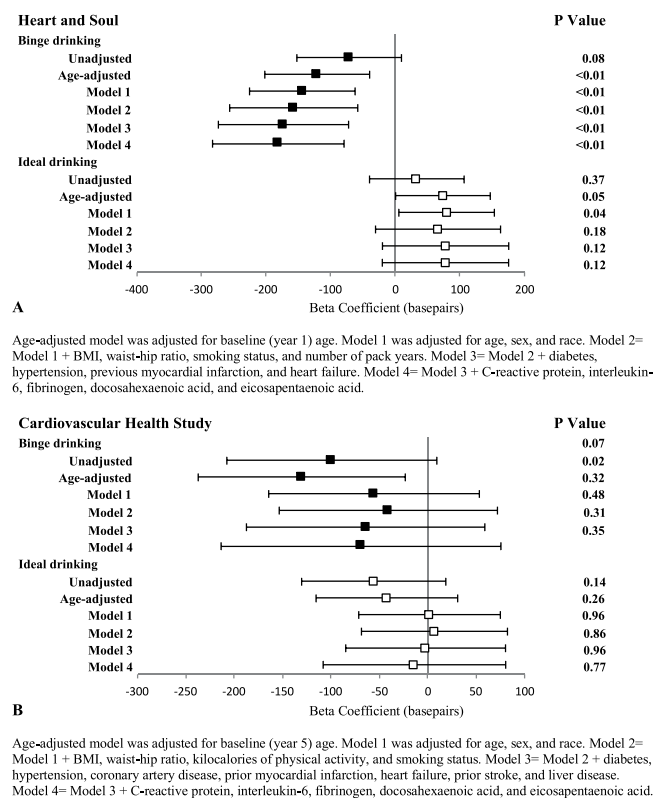 Heart and Soul P Value
Binge drinking
Unadjusted 0.08
Age-adjusted <0.01
Model 1 <0.01
Model 2 <0.01
Model 3 <0.01
Model 4 <0.01
Ideal drinking
Unadjusted 0.37
Age-adjusted 0.05
Model 1 0.04
Model 2 0.18
Model 3 0.12
Model 4 0.12
-400 -300 -200 -100 0 100 200
Beta Coefficient (basepairs)
A
Age-adjusted model was adjusted for baseline (year 1) age. Model 1 was adjusted for age, sex, and race. Model 2=
Model 1 + BMI, waist-hip ratio, smoking status, and number of pack years. Model 3= Model 2 + diabetes,
hypertension, previous myocardial infarction, and heart failure. Model 4= Model 3 + C-reactive protein, interleukin-
6, fibrinogen, docosahexaenoic acid, and eicosapentaenoic acid.
Cardiovascular Health Study P Value
Binge drinking 0.07
Unadjusted 0.02
Age-adjusted 0.32
Model 1 0.48
Model 2 0.31
Model 3 0.35
Model 4
Ideal drinking
Unadjusted 0.14
Age-adjusted 0.26
Model 1 0.96
Model 2 0.86
Model 3 0.96
Model 4 0.77
-300 -250 -200 -150 -100 -50 0 50 100
Beta Coefficient (basepairs)
B
Age-adjusted model was adjusted for baseline (year 5) age. Model 1 was adjusted for age, sex, and race. Model 2=
Model 1 + BMI, waist-hip ratio, kilocalories of physical activity, and smoking status. Model 3= Model 2 + diabetes,
hypertension, coronary artery disease, prior myocardial infarction, heart failure, prior stroke, and liver disease.
Model 4= Model 3 + C-reactive protein, interleukin-6, fibrinogen, docosahexaenoic acid, and eicosapentaenoic acid.